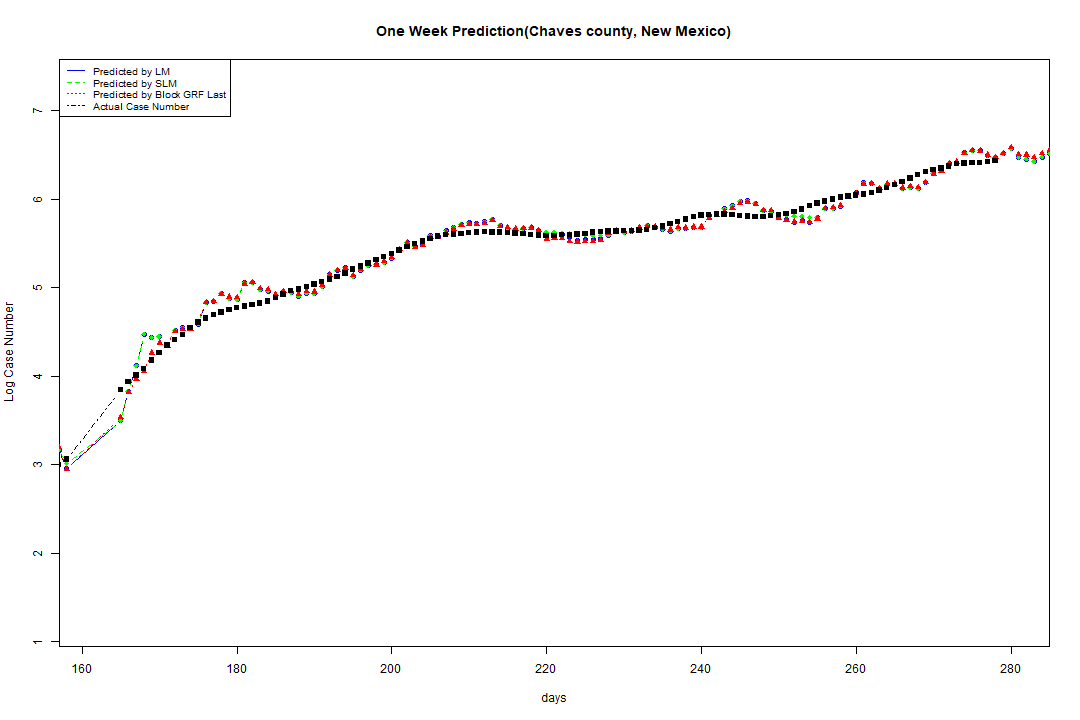 One Week Prediction(Chaves county, New Mexico)
Predicted by LM
Predicted by SLM
Predicted by Block GRF Last
Actual Case Number
7
6
5
4
3
2
1
Log Case Number
160 180 200 220 240 260 280
days